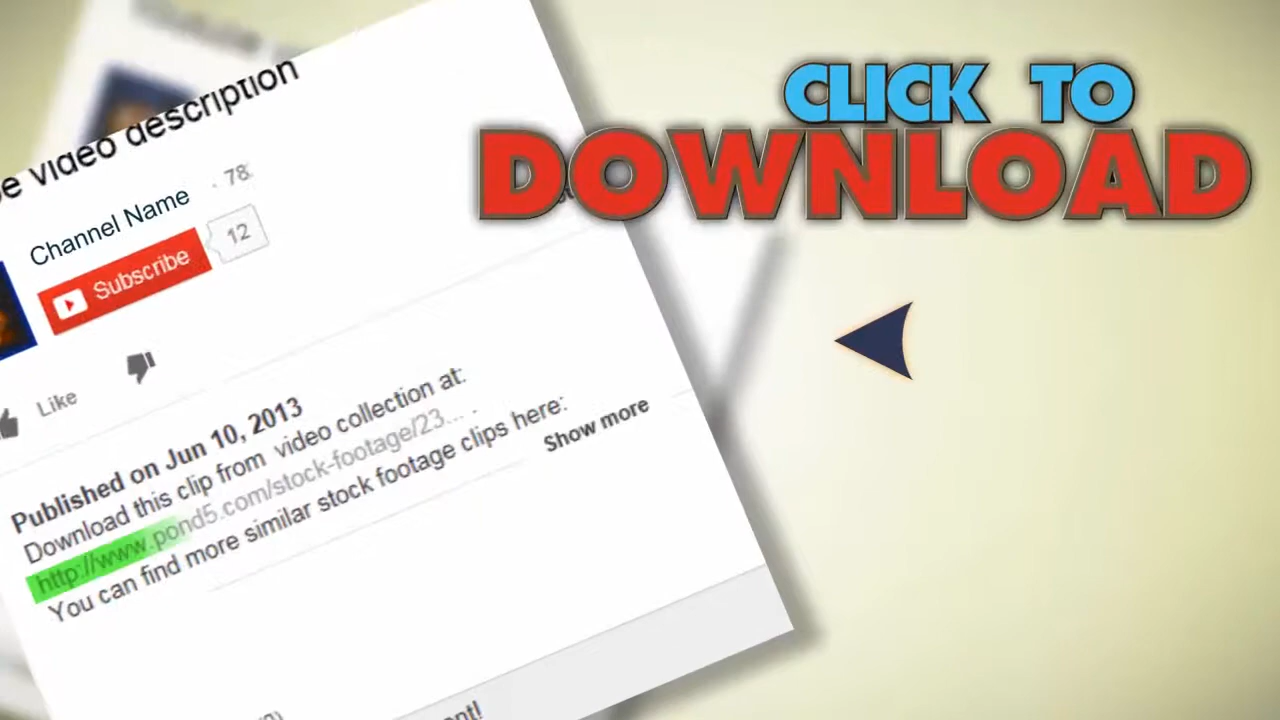 CLICK TO
DOWNLOAD
video description
Channel Name
78
Subscribe
12
Like
Published on Jun 10, 2013
Download this clip from video collection at:
http://www.pond5.com/stock-footage/23...
You can find more similar stock footage clips here:
Show more